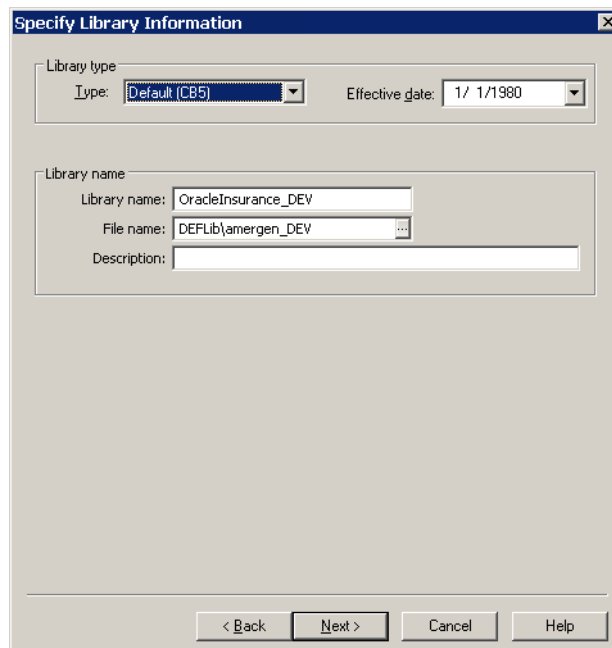 Specify Library Information
Library type
Type: Default (CB5) Effective date: 1/ 1/1980
Library name
Library name: OracleInsurance_DEV
File name: DEFLib\amergen_DEV ...
Description:
< Back Next > Cancel Help